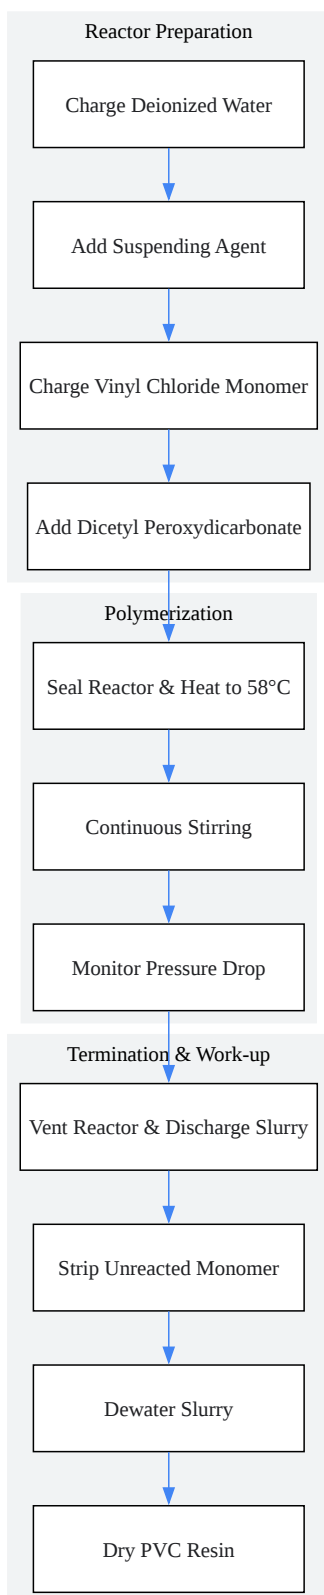 Reactor Preparation
Charge Deionized Water
Add Suspending Agent
Charge Vinyl Chloride Monomer
Add Dicetyl Peroxydicarbonate
Polymerization
Seal Reactor & Heat to 58°C
Continuous Stirring
Monitor Pressure Drop
Termination & Work-up
Vent Reactor & Discharge Slurry
Strip Unreacted Monomer
Dewater Slurry
Dry PVC Resin